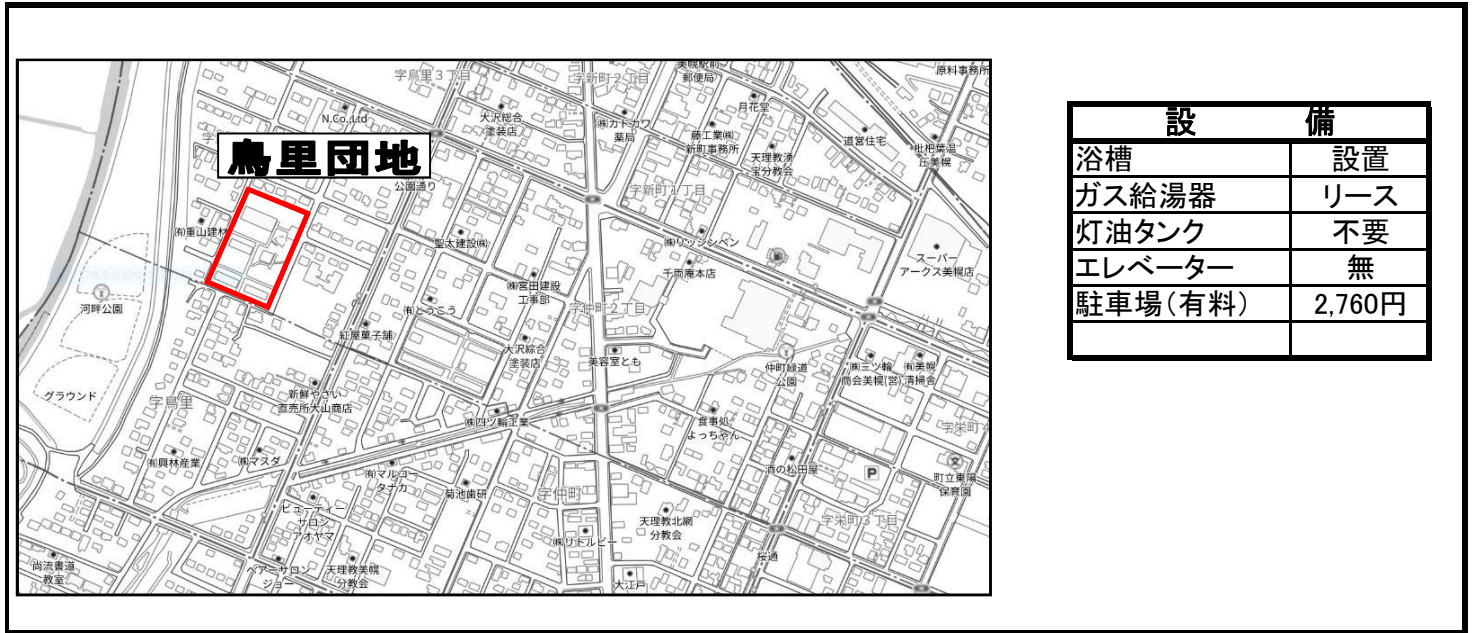 字鳥里3丁目
字新町2丁目
美幌駅前
郵便局
原料事務所
N.Co.,Ltd
大沢総合
塗装店
㈱カドカワ
薬局
月花堂
藤工業㈱
新町事務所
道営住宅
枇杷葉温
圧美幌
天理教湧
宝分教会
鳥里団地
公園通り
字新町1丁目
㈲重山建材
聖太建設㈱
㈱リッシンベン
千両庵本店
スーパー
アークス美幌店
㈱宮田建設
工事部
河畔公園
㈲とうこう
字仲町2丁目
紅屋菓子舗
大沢綜合
塗装店
美容室とも
仲町緑道
公園
㈱三ツ輪
商会美幌(営)
㈲美幌
清掃舎
グラウンド
字鳥里
新鮮やさい
直売所大山商店
㈱四ツ輪工業
食事処
よっちゃん
字栄町4
㈲興林産業
㈱マスダ
㈲マルコー
タナカ
菊池歯研
字仲町
酒の松田屋
P
町立東陽
保育園
ビューティー
サロン
アオヤマ
天理教北網
分教会
字栄町3丁目
㈱リトルビー
桜通
尚流書道
教室
ヘアーサロン
ジョー
天理教美幌
分教会
大江戸
設 備
浴槽 設置
ガス給湯器 リース
灯油タンク 不要
エレベーター 無
駐車場(有料) 2,760円